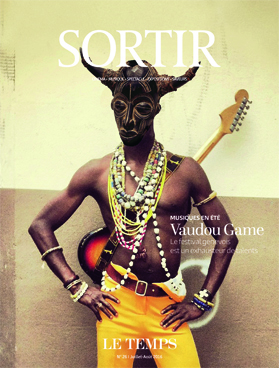 SORTIR
MUSIQUES EN ÉTÉ
Vaudou Game
Le festival genevois
est un exhausteur de talents
LE TEMPS